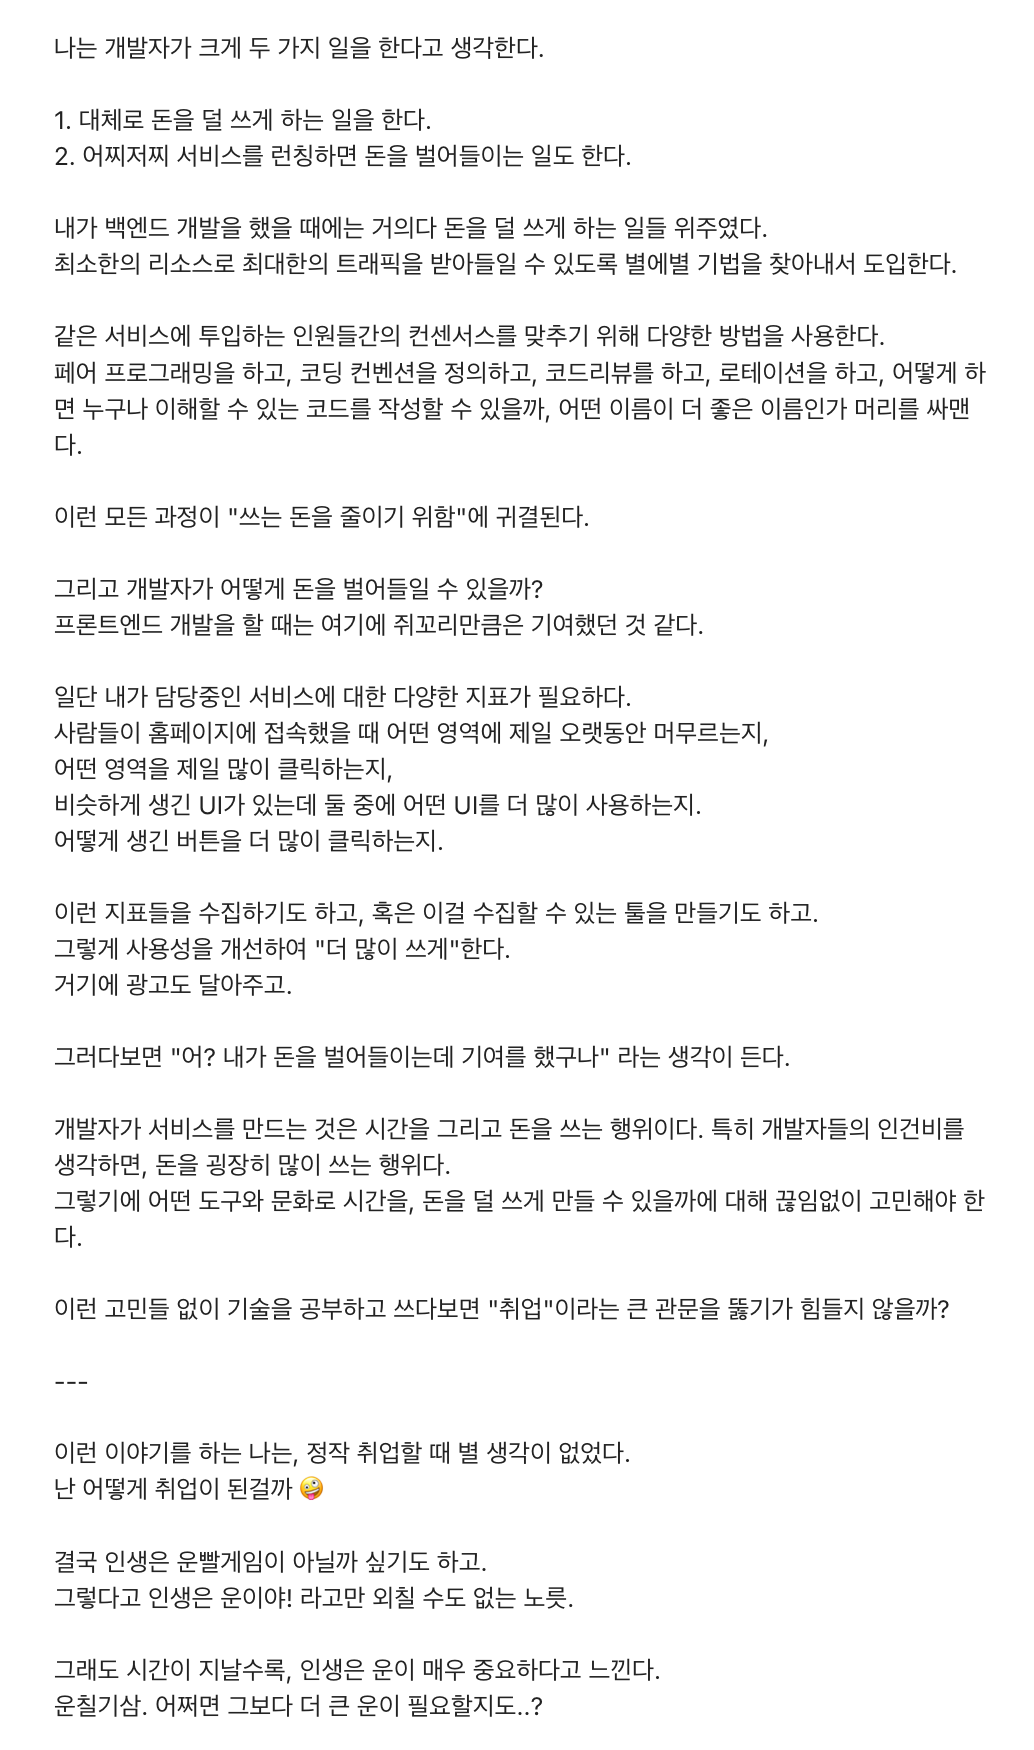 나는 개발자가 크게 두 가지 일을 한다고 생각한다.
1. 대체로 돈을 덜 쓰게 하는 일을 한다.
2. 어찌저찌 서비스를 런칭하면 돈을 벌어들이는 일도 한다.
내가 백엔드 개발을 했을 때에는 거의다 돈을 덜 쓰게 하는 일들 위주였다.
최소한의 리소스로 최대한의 트래픽을 받아들일 수 있도록 별에별 기법을 찾아내서 도입한다.
같은 서비스에 투입하는 인원들간의 컨센서스를 맞추기 위해 다양한 방법을 사용한다.
페어 프로그래밍을 하고, 코딩 컨벤션을 정의하고, 코드리뷰를 하고, 로테이션을 하고, 어떻게 하
면 누구나 이해할 수 있는 코드를 작성할 수 있을까, 어떤 이름이 더 좋은 이름인가 머리를 싸맨
다.
이런 모든 과정이 "쓰는 돈을 줄이기 위함"에 귀결된다.
그리고 개발자가 어떻게 돈을 벌어들일 수 있을까?
프론트엔드 개발을 할 때는 여기에 쥐꼬리만큼은 기여했던 것 같다.
일단 내가 담당중인 서비스에 대한 다양한 지표가 필요하다.
사람들이 홈페이지에 접속했을 때 어떤 영역에 제일 오랫동안 머무르는지,
어떤 영역을 제일 많이 클릭하는지,
비슷하게 생긴 UI가 있는데 둘 중에 어떤 UI를 더 많이 사용하는지.
어떻게 생긴 버튼을 더 많이 클릭하는지.
이런 지표들을 수집하기도 하고, 혹은 이걸 수집할 수 있는 툴을 만들기도 하고.
그렇게 사용성을 개선하여 "더 많이 쓰게"한다.
거기에 광고도 달아주고.
그러다보면 "어? 내가 돈을 벌어들이는데 기여를 했구나" 라는 생각이 든다.
개발자가 서비스를 만드는 것은 시간을 그리고 돈을 쓰는 행위이다. 특히 개발자들의 인건비를
생각하면, 돈을 굉장히 많이 쓰는 행위다.
그렇기에 어떤 도구와 문화로 시간을, 돈을 덜 쓰게 만들 수 있을까에 대해 끊임없이 고민해야 한
다.
이런 고민들 없이 기술을 공부하고 쓰다보면 "취업"이라는 큰 관문을 뚫기가 힘들지 않을까?
---
이런 이야기를 하는 나는, 정작 취업할 때 별 생각이 없었다.
난 어떻게 취업이 된걸까 🤪
결국 인생은 운빨게임이 아닐까 싶기도 하고.
그렇다고 인생은 운이야! 라고만 외칠 수도 없는 노릇.
그래도 시간이 지날수록, 인생은 운이 매우 중요하다고 느낀다.
운칠기삼. 어쩌면 그보다 더 큰 운이 필요할지도..?